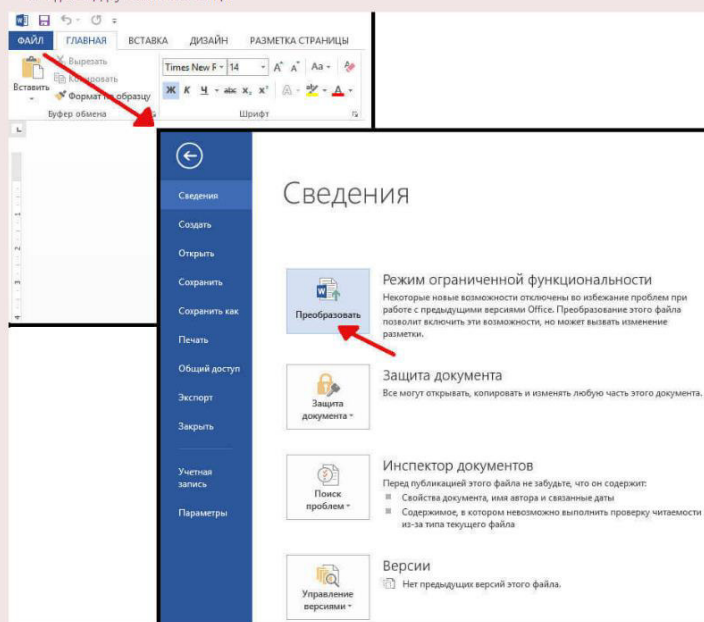 ФАЙЛ ГЛАВНАЯ ВСТАВКА ДИЗАЙН РАЗМЕТКА СТРАНИЦЫ
Вырезать
Копировать
Формат по образцу
Вставить
Times New F 14 Aa
Ж К Ч abc x₂ x² А
Буфер обмена Шрифт
Сведения
Создать
Открыть
Сохранить
Сохранить как
Печать
Общий доступ
Экспорт
Закрыть
Учетная
запись
Параметры
Сведения
Преобразовать
Режим ограниченной функциональности
Некоторые новые возможности отключены во избежание проблем при
работе с предыдущими версиями Office. Преобразование этого файла
позволит включить эти возможности, но может вызвать изменение
разметки.
Защита
документа
Защита документа
Все могут открывать, копировать и изменять любую часть этого документа.
Поиск
проблем
Инспектор документов
Перед публикацией этого файла не забудьте, что он содержит:
Свойства документа, имя автора и связанные даты
Содержимое, в котором невозможно выполнить проверку читаемости
из-за типа текущего файла
Управление
версиями
Версии
Нет предыдущих версий этого файла.